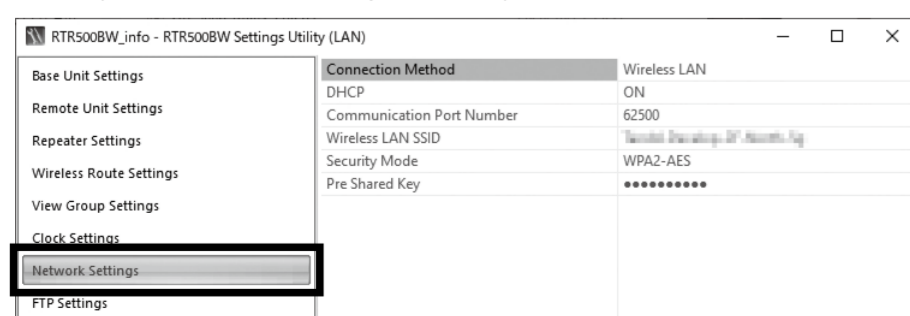 RTR500BW_info - RTR500BW Settings Utility (LAN)
Base Unit Settings
Remote Unit Settings
Repeater Settings
Wireless Route Settings
View Group Settings
Clock Settings
Network Settings
FTP Settings
Connection Method Wireless LAN
DHCP ON
Communication Port Number 62500
Wireless LAN SSID
Security Mode WPA2-AES
Pre Shared Key ●●●●●●●●●●